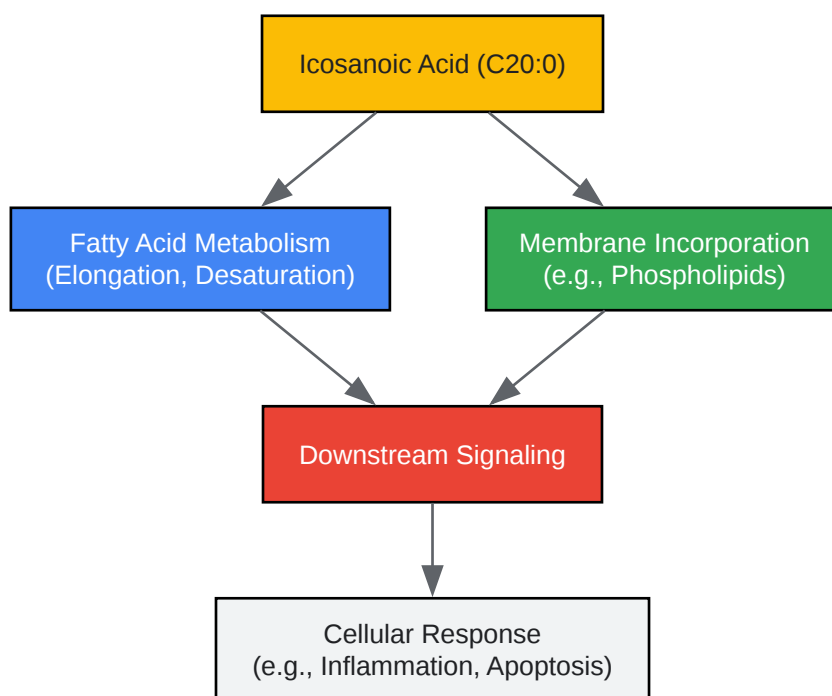 Icosanoic Acid (C20:0)
Fatty Acid Metabolism
(Elongation, Desaturation)
Membrane Incorporation
(e.g., Phospholipids)
Downstream Signaling
Cellular Response
(e.g., Inflammation, Apoptosis)